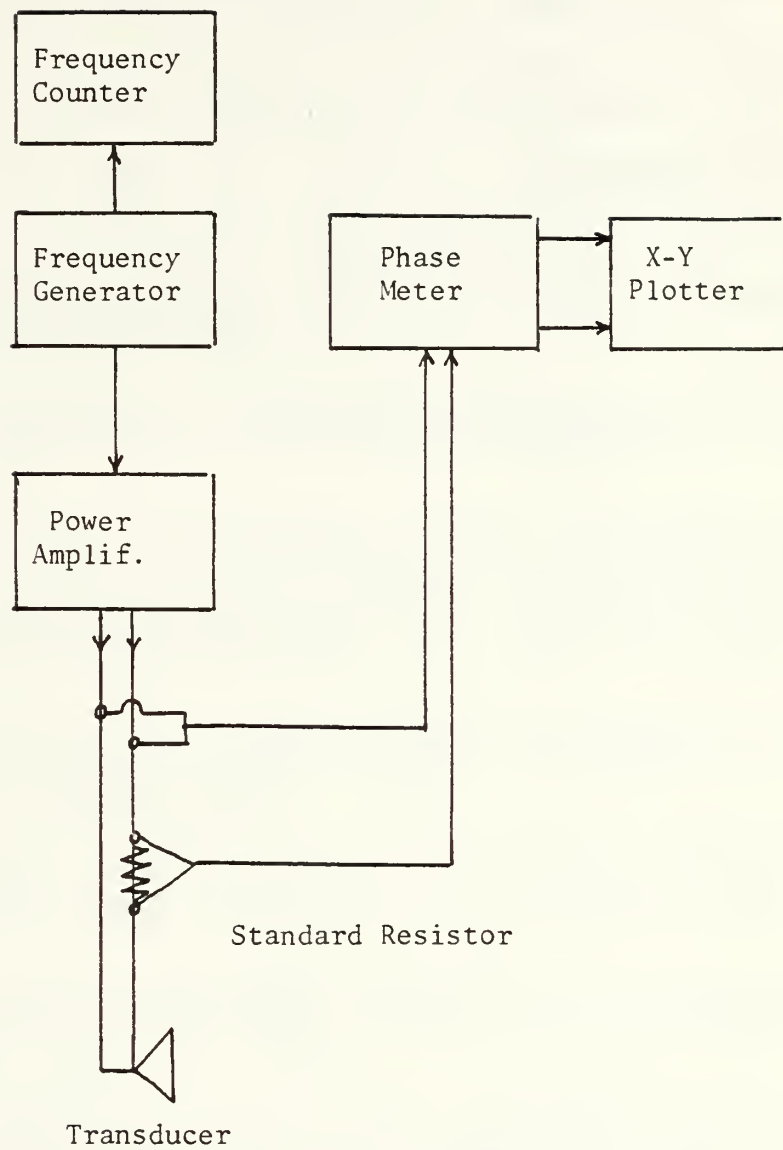 Frequency
Counter
Frequency
Generator
Phase
Meter
X-Y
Plotter
Power
Amplif.
Standard Resistor
Transducer